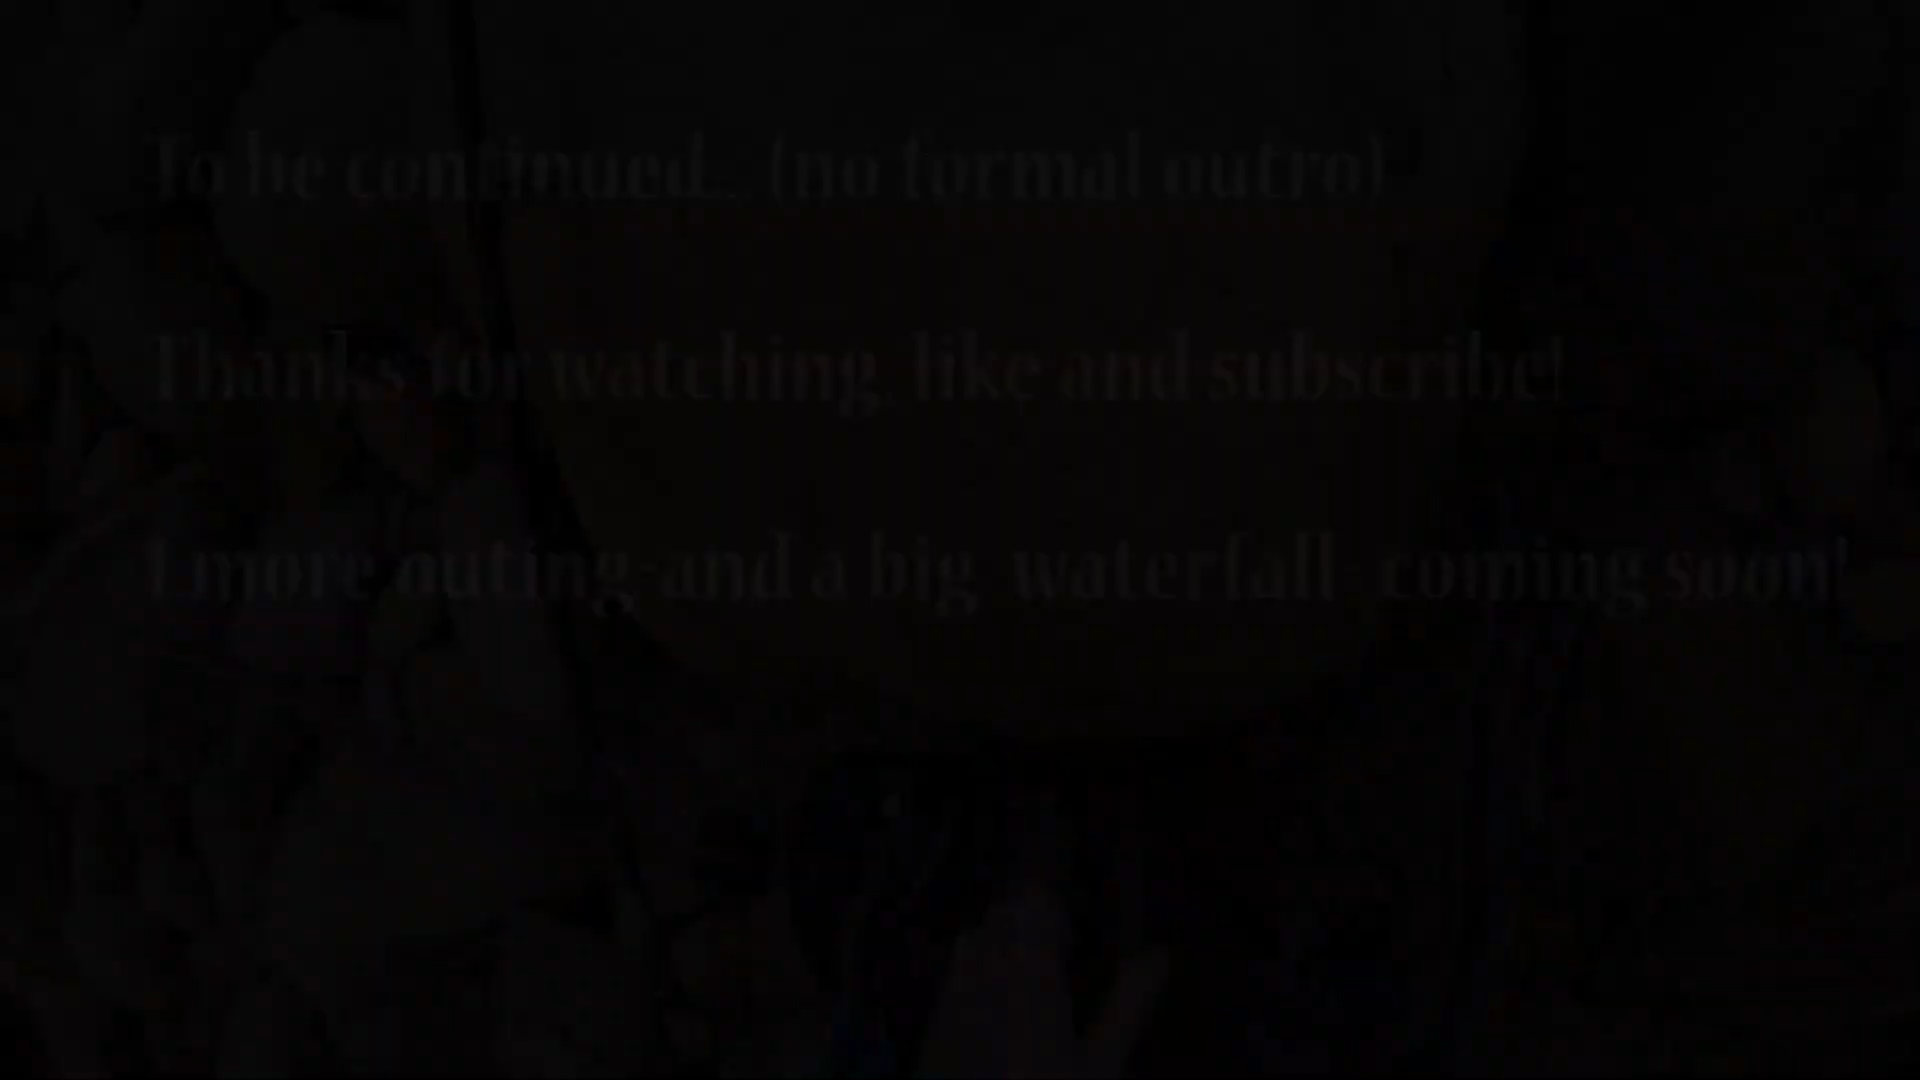 To be continued... (no formal outro)
Thanks for watching, like and subscribe!
1 more outing-and a big waterfall- coming soon!